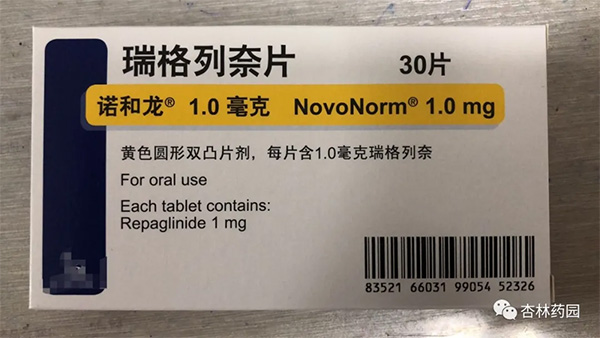 瑞格列奈片 30片
诺和龙® 1.0 毫克 NovoNorm® 1.0 mg
黄色圆形双凸片剂，每片含1.0毫克瑞格列奈
For oral use
Each tablet contains:
Repaglinide 1 mg
83521 66031 99054 52326
杏林药园